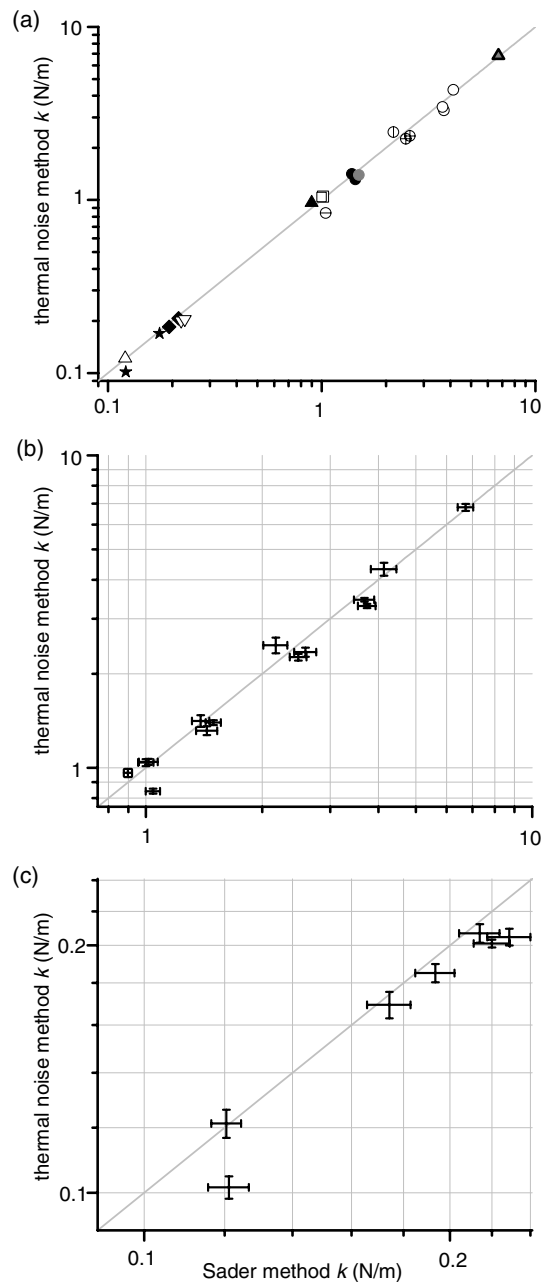 (a)
10
1
0.1
thermal noise method k (N/m)
0.1
1
10
(b)
10
1
thermal noise method k (N/m)
1
10
(c)
0.2
0.1
thermal noise method k (N/m)
0.1
0.2
Sader method k (N/m)